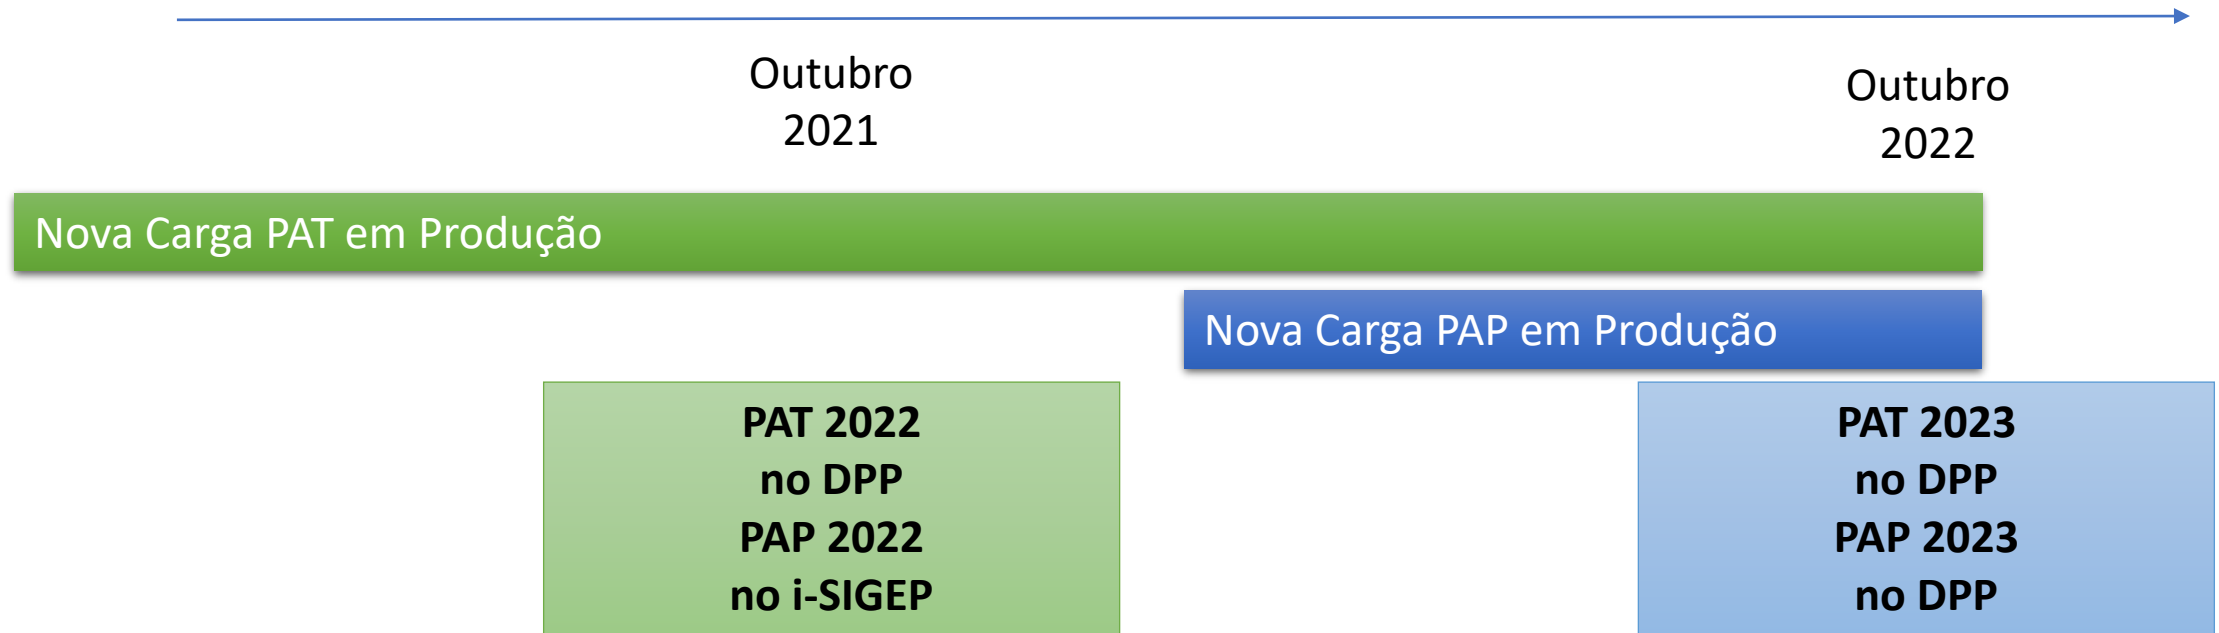 Outubro
2021
Outubro
2022
Nova Carga PAT em Produção
Nova Carga PAP em Produção
PAT 2022
no DPP
PAP 2022
no i-SIGEP
PAT 2023
no DPP
PAP 2023
no DPP